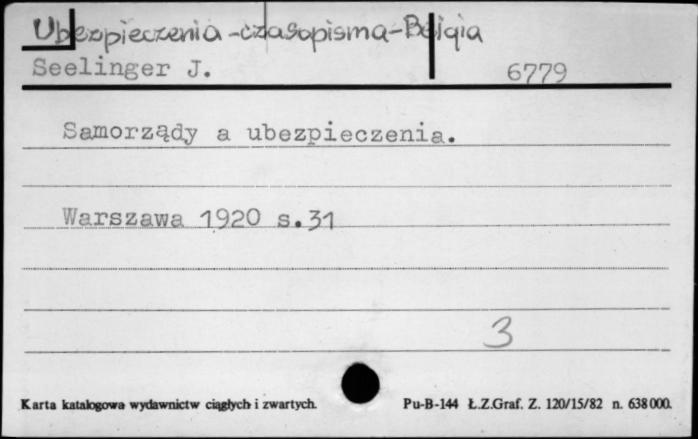 Ubezpieczenia-czasopisma-Belgia
Seelinger J. 6779
Samorządy a ubezpieczenia.
Warszawa 1920 s.31
3
Karta katalogowa wydawnictw ciągłych i zwartych. Pu-B-144 Ł.Z.Graf. Z. 120/15/82 n. 638000.